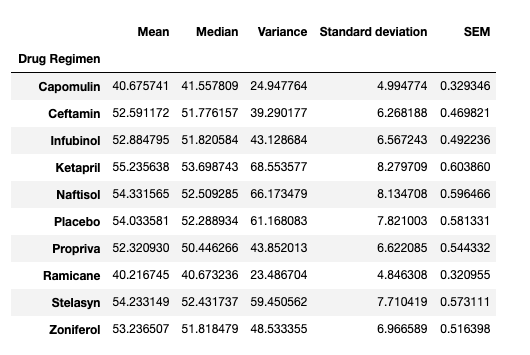 Mean Median Variance Standard deviation SEM
Drug Regimen
Capomulin 40.675741 41.557809 24.947764 4.994774 0.329346
Ceftamin 52.591172 51.776157 39.290177 6.268188 0.469821
Infubinol 52.884795 51.820584 43.128684 6.567243 0.492236
Ketapril 55.235638 53.698743 68.553577 8.279709 0.603860
Naftisol 54.331565 52.509285 66.173479 8.134708 0.596466
Placebo 54.033581 52.288934 61.168083 7.821003 0.581331
Propriva 52.320930 50.446266 43.852013 6.622085 0.544332
Ramicane 40.216745 40.673236 23.486704 4.846308 0.320955
Stelasyn 54.233149 52.431737 59.450562 7.710419 0.573111
Zoniferol 53.236507 51.818479 48.533355 6.966589 0.516398